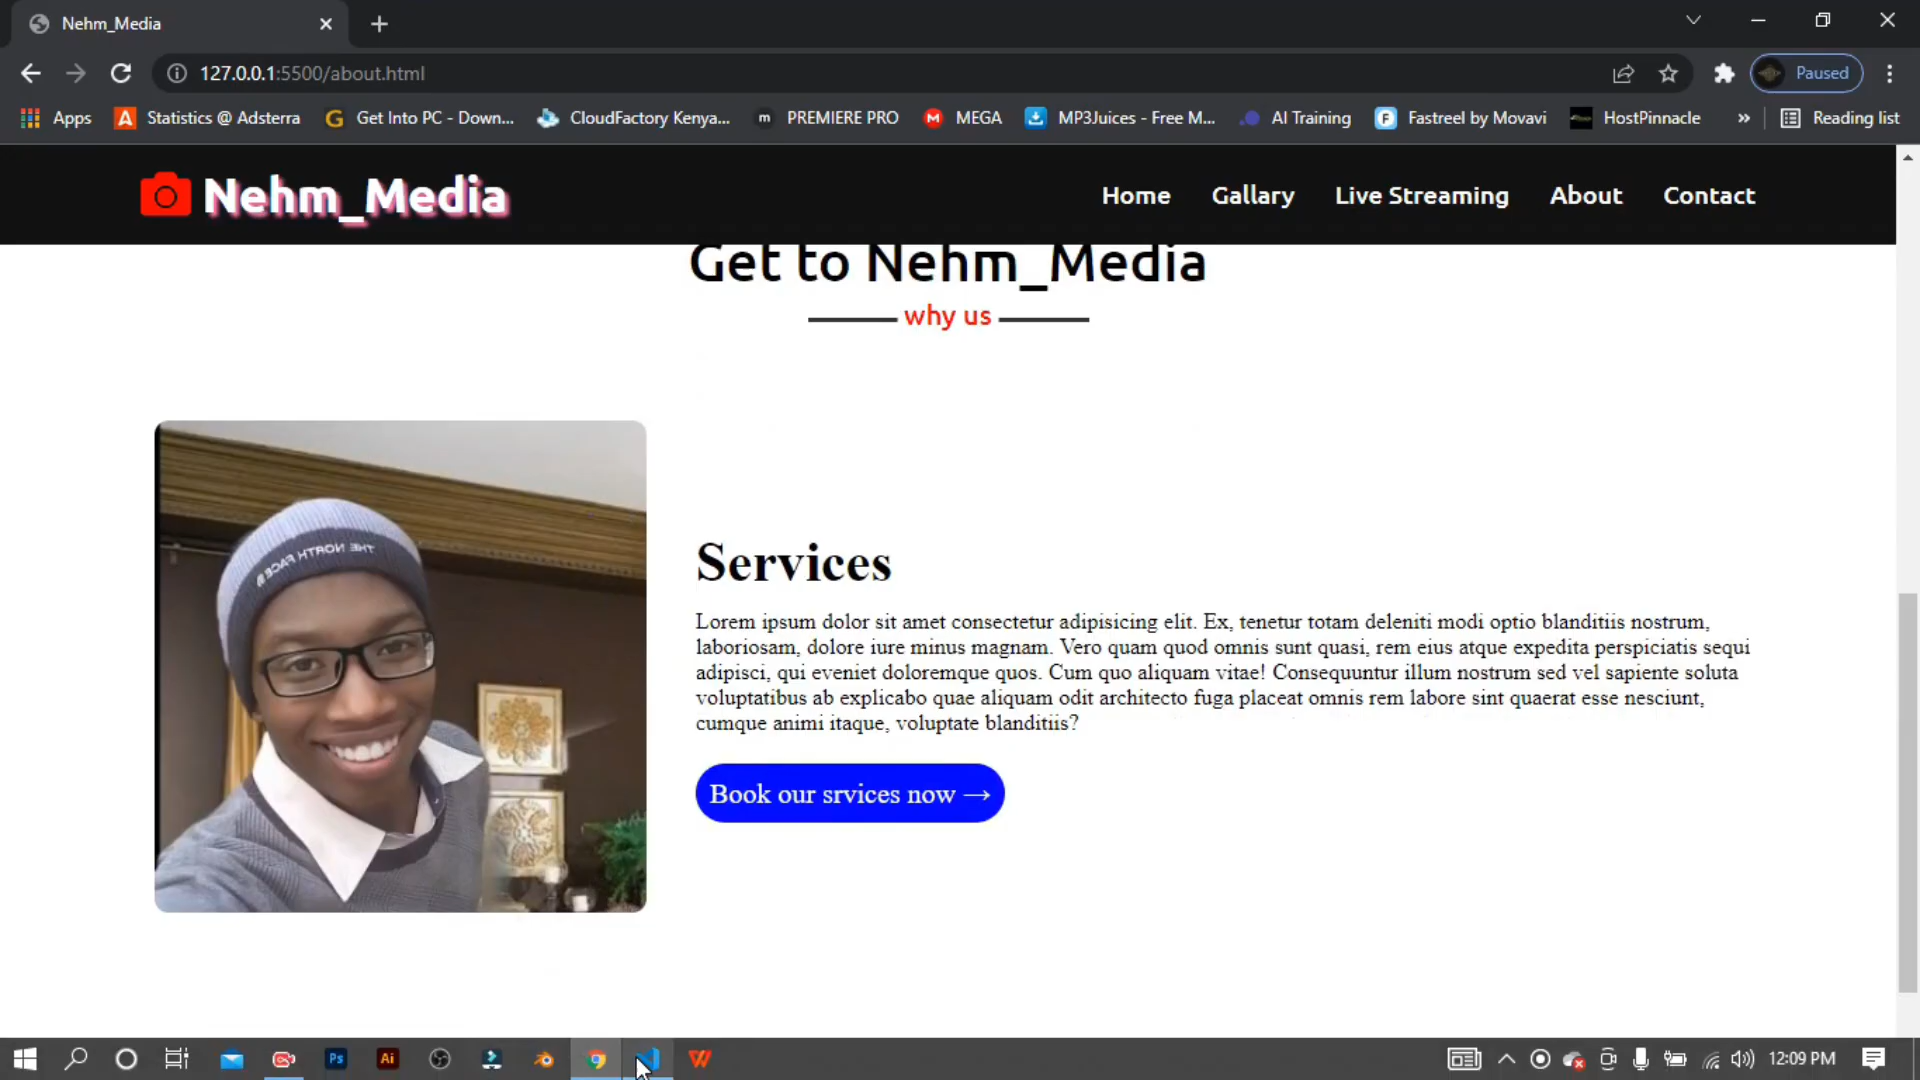 Nehm_Media
127.0.0.1:5500/about.html
Paused
Apps
Statistics @ Adsterra
Get Into PC - Down...
CloudFactory Kenya...
PREMIERE PRO
MEGA
MP3Juices - Free M...
AI Training
Fastreel by Movavi
HostPinnacle
»
Reading list
Nehm_Media
Home
Gallary
Live Streaming
About
Contact
Get to Nehm_Media
why us
THE NORTH FACE
Services
Lorem ipsum dolor sit amet consectetur adipisicing elit. Ex, tenetur totam deleniti modi optio blanditiis nostrum,
laboriosam, dolore iure minus magnam. Vero quam quod omnis sunt quasi, rem eius atque expedita perspiciatis sequi
adipisci, qui eveniet doloremque quos. Cum quo aliquam vitae! Consequuntur illum nostrum sed vel sapiente soluta
voluptatibus ab explicabo quae aliquam odit architecto fuga placeat omnis rem labore sint quaerat esse nesciunt,
cumque animi itaque, voluptate blanditiis?
Book our srvices now →
Ps
Ai
12:09 PM